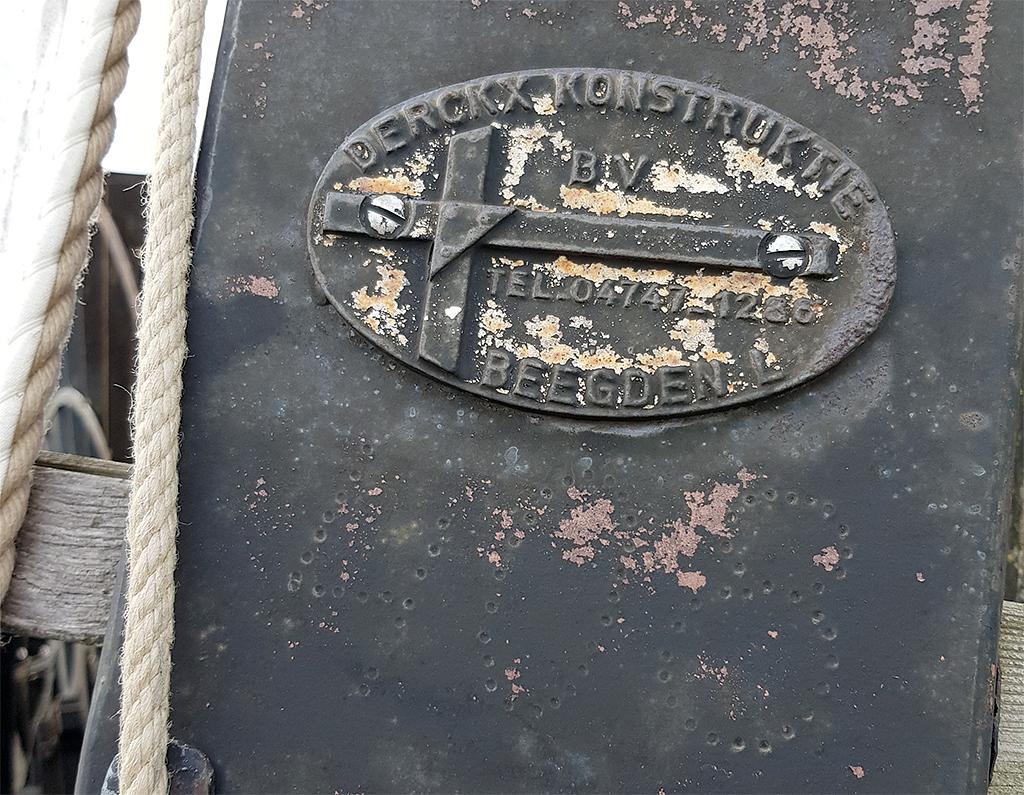 DERCKX KONSTRUKTIE
B.V.
TEL. 04747-1286
BEEGDEN L